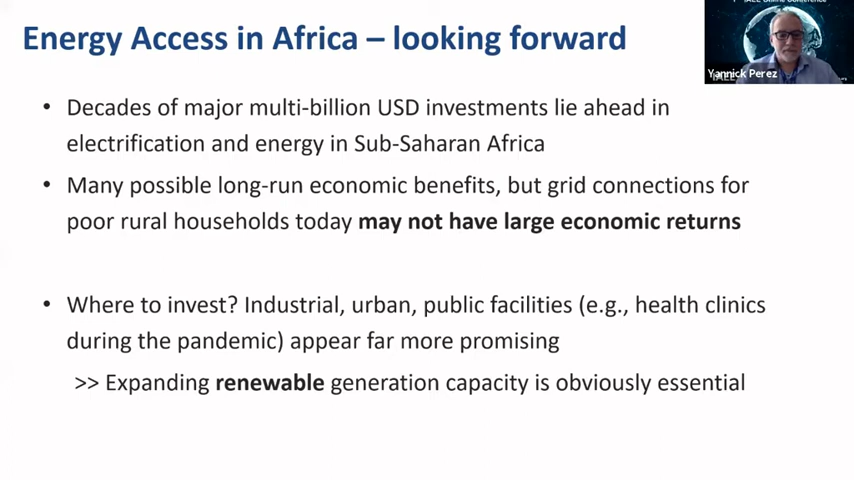 Energy Access in Africa – looking forward
IAEE Online Conference
Yannick Perez
• Decades of major multi-billion USD investments lie ahead in
electrification and energy in Sub-Saharan Africa
• Many possible long-run economic benefits, but grid connections for
poor rural households today may not have large economic returns
• Where to invest? Industrial, urban, public facilities (e.g., health clinics
during the pandemic) appear far more promising
>> Expanding renewable generation capacity is obviously essential